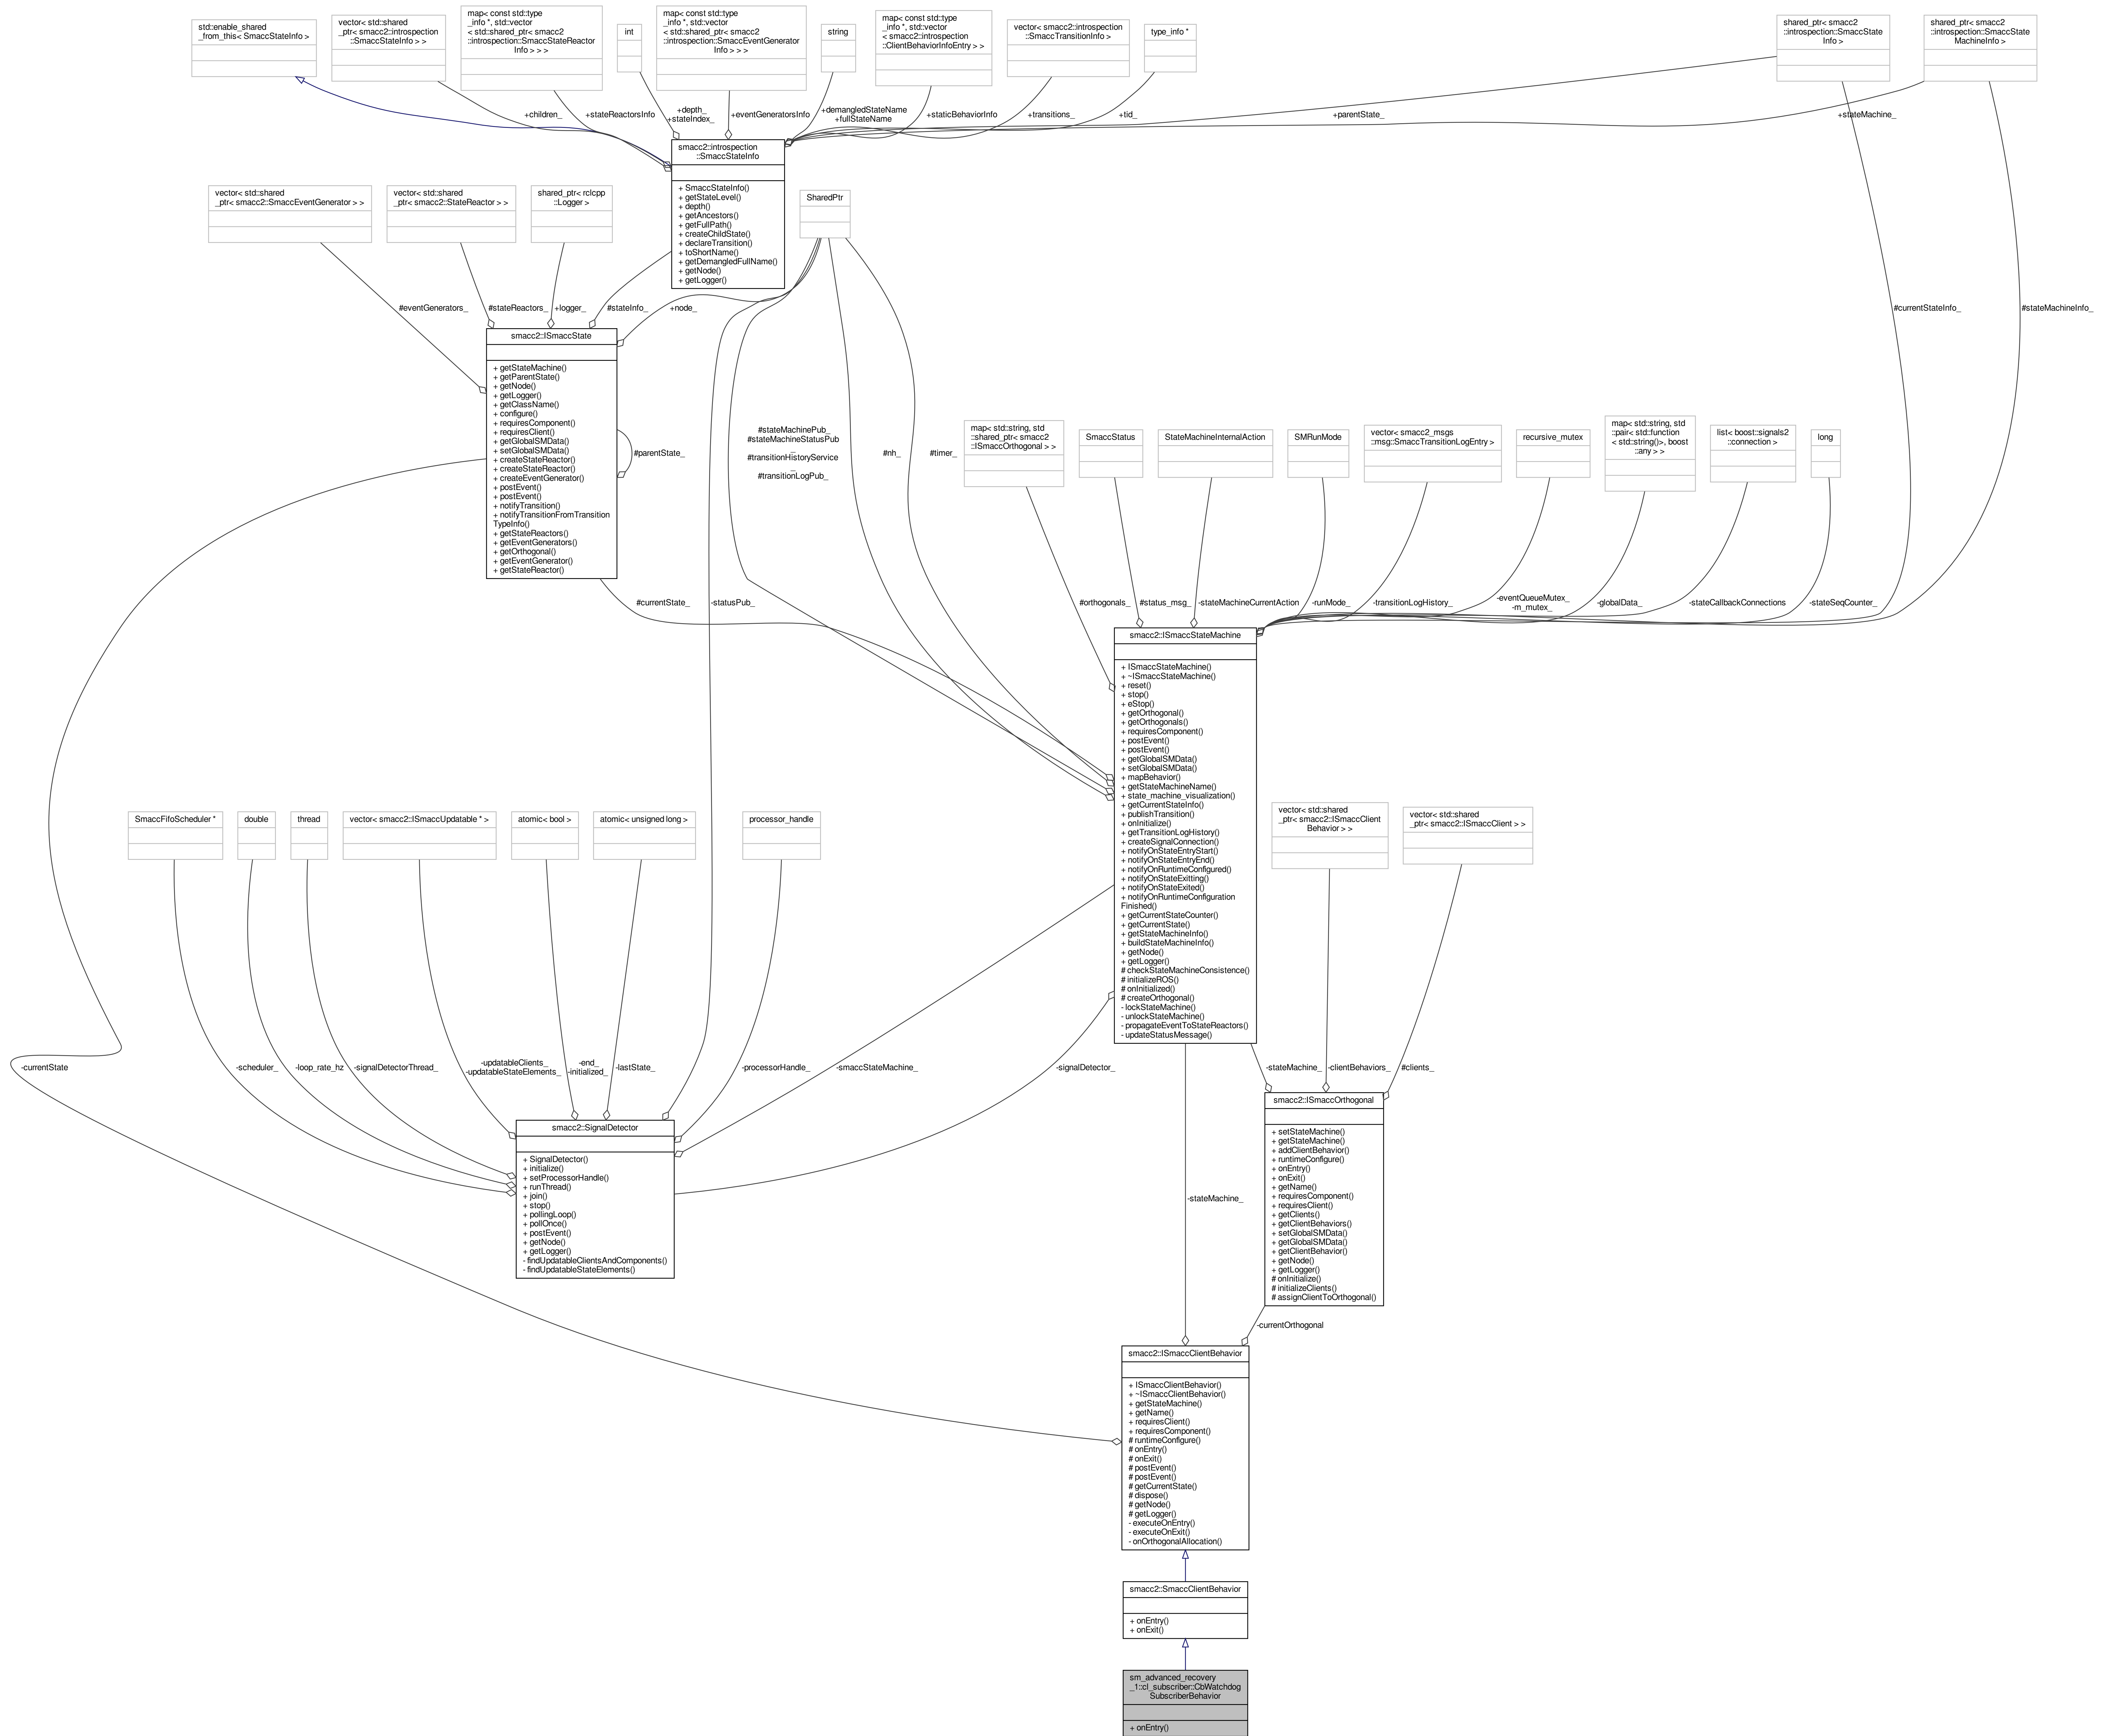 std::enable_shared
_from_this< SmaccStateInfo >
vector< std::shared
_ptr< smacc2::introspection
::SmaccStateInfo > >
map< const std::type
_info *, std::vector
< std::shared_ptr< smacc2
::introspection::SmaccStateReactor
Info > > >
int
map< const std::type
_info *, std::vector
< std::shared_ptr< smacc2
::introspection::SmaccEventGenerator
Info > > >
string
map< const std::type
_info *, std::vector
< smacc2::introspection
::ClientBehaviorInfoEntry > >
vector< smacc2::introspection
::SmaccTransitionInfo >
type_info *
shared_ptr< smacc2
::introspection::SmaccState
Info >
shared_ptr< smacc2
::introspection::SmaccState
MachineInfo >
+children_
+stateReactorsInfo
+depth_
+stateIndex_
+eventGeneratorsInfo
+demangledStateName
+fullStateName
+staticBehaviorInfo
+transitions_
+tid_
+parentState_
+stateMachine_
smacc2::introspection
::SmaccStateInfo
+ SmaccStateInfo()
+ getStateLevel()
+ depth()
+ getAncestors()
+ getFullPath()
+ createChildState()
+ declareTransition()
+ toShortName()
+ getDemangledFullName()
+ getNode()
+ getLogger()
vector< std::shared
_ptr< smacc2::SmaccEventGenerator > >
vector< std::shared
_ptr< smacc2::StateReactor > >
shared_ptr< rclcpp
::Logger >
SharedPtr
#eventGenerators_
#stateReactors_
+logger_
#stateInfo_
+node_
#currentStateInfo_
#stateMachineInfo_
smacc2::ISmaccState
+ getStateMachine()
+ getParentState()
+ getNode()
+ getLogger()
+ getClassName()
+ configure()
+ requiresComponent()
+ requiresClient()
+ getGlobalSMData()
+ setGlobalSMData()
+ createStateReactor()
+ createStateReactor()
+ createEventGenerator()
+ postEvent()
+ postEvent()
+ notifyTransition()
+ notifyTransitionFromTransition
TypeInfo()
+ getStateReactors()
+ getEventGenerators()
+ getOrthogonal()
+ getEventGenerator()
+ getStateReactor()
#parentState_
#stateMachinePub_
#stateMachineStatusPub
_
#transitionHistoryService
_
#transitionLogPub_
#nh_
#timer_
map< std::string, std
::shared_ptr< smacc2
::ISmaccOrthogonal > >
SmaccStatus
StateMachineInternalAction
SMRunMode
vector< smacc2_msgs
::msg::SmaccTransitionLogEntry >
recursive_mutex
map< std::string, std
::pair< std::function
< std::string()>, boost
::any > >
list< boost::signals2
::connection >
long
#currentState_
-statusPub_
#orthogonals_
#status_msg_
-stateMachineCurrentAction
-runMode_
-transitionLogHistory_
-eventQueueMutex_
-m_mutex_
-globalData_
-stateCallbackConnections
-stateSeqCounter_
smacc2::ISmaccStateMachine
+ ISmaccStateMachine()
+ ~ISmaccStateMachine()
+ reset()
+ stop()
+ eStop()
+ getOrthogonal()
+ getOrthogonals()
+ requiresComponent()
+ postEvent()
+ postEvent()
+ getGlobalSMData()
+ setGlobalSMData()
+ mapBehavior()
+ getStateMachineName()
+ state_machine_visualization()
+ getCurrentStateInfo()
+ publishTransition()
+ onInitialize()
+ getTransitionLogHistory()
+ createSignalConnection()
+ notifyOnStateEntryStart()
+ notifyOnStateEntryEnd()
+ notifyOnRuntimeConfigured()
+ notifyOnStateExitting()
+ notifyOnStateExited()
+ notifyOnRuntimeConfiguration
Finished()
+ getCurrentStateCounter()
+ getCurrentState()
+ getStateMachineInfo()
+ buildStateMachineInfo()
+ getNode()
+ getLogger()
# checkStateMachineConsistence()
# initializeROS()
# onInitialized()
# createOrthogonal()
- lockStateMachine()
- unlockStateMachine()
- propagateEventToStateReactors()
- updateStatusMessage()
SmaccFifoScheduler *
double
thread
vector< smacc2::ISmaccUpdatable * >
atomic< bool >
atomic< unsigned long >
processor_handle
vector< std::shared
_ptr< smacc2::ISmaccClient
Behavior > >
vector< std::shared
_ptr< smacc2::ISmaccClient > >
-currentState
-scheduler_
-loop_rate_hz
-signalDetectorThread_
-updatableClients_
-updatableStateElements_
-end_
-initialized_
-lastState_
-processorHandle_
-smaccStateMachine_
-signalDetector_
-stateMachine_
-clientBehaviors_
#clients_
smacc2::SignalDetector
+ SignalDetector()
+ initialize()
+ setProcessorHandle()
+ runThread()
+ join()
+ stop()
+ pollingLoop()
+ pollOnce()
+ postEvent()
+ getNode()
+ getLogger()
- findUpdatableClientsAndComponents()
- findUpdatableStateElements()
smacc2::ISmaccOrthogonal
+ setStateMachine()
+ getStateMachine()
+ addClientBehavior()
+ runtimeConfigure()
+ onEntry()
+ onExit()
+ getName()
+ requiresComponent()
+ requiresClient()
+ getClients()
+ getClientBehaviors()
+ setGlobalSMData()
+ getGlobalSMData()
+ getClientBehavior()
+ getNode()
+ getLogger()
# onInitialize()
# initializeClients()
# assignClientToOrthogonal()
-stateMachine_
-currentOrthogonal
smacc2::ISmaccClientBehavior
+ ISmaccClientBehavior()
+ ~ISmaccClientBehavior()
+ getStateMachine()
+ getName()
+ requiresClient()
+ requiresComponent()
# runtimeConfigure()
# onEntry()
# onExit()
# postEvent()
# postEvent()
# getCurrentState()
# dispose()
# getNode()
# getLogger()
- executeOnEntry()
- executeOnExit()
- onOrthogonalAllocation()
smacc2::SmaccClientBehavior
+ onEntry()
+ onExit()
sm_advanced_recovery
_1::cl_subscriber::CbWatchdog
SubscriberBehavior
+ onEntry()